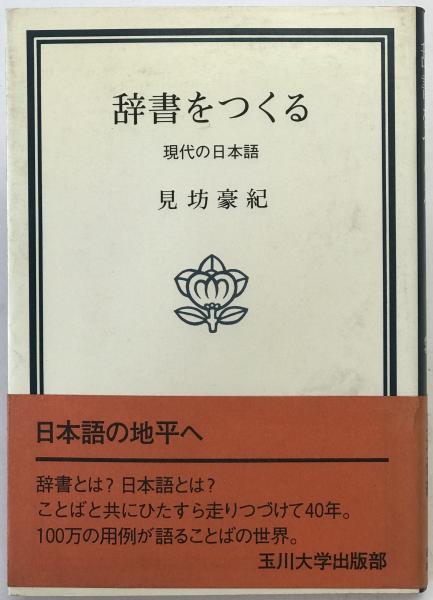 辞書をつくる
現代の日本語
見坊豪紀
日本語の地平へ
辞書とは？日本語とは？
ことばと共にひたすら走りつづけて40年。
100万の用例が語ることばの世界。
玉川大学出版部